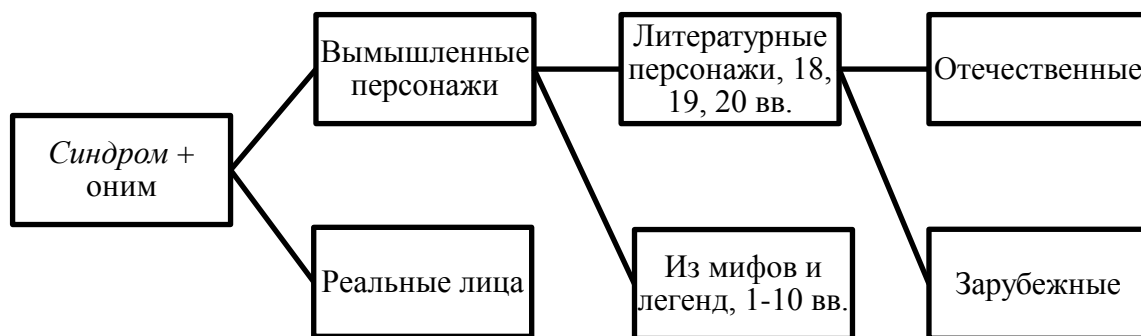 Синдром +
оним
Вымышленные
персонажи
Реальные лица
Литературные
персонажи, 18,
19, 20 вв.
Из мифов и
легенд, 1-10 вв.
Отечественные
Зарубежные